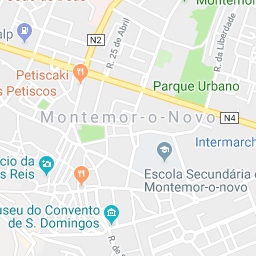 Montemor
R. da Liberdade
alp
N2
R. 25 de Abril
Petiscaki
s Petiscos
Parque Urbano
Montemor-o-Novo
N4
Intermarch
cio da
Reis
Escola Secundária
Montemor-o-novo
useu do Convento
de S. Domingos
R. de